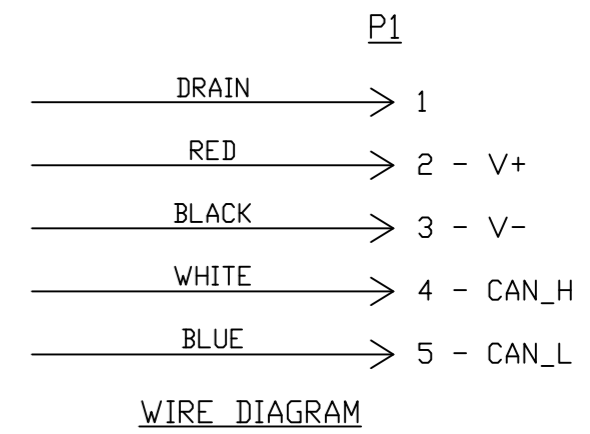 P1
DRAIN 1
RED 2 - V+
BLACK 3 - V-
WHITE 4 - CAN_H
BLUE 5 - CAN_L
WIRE DIAGRAM